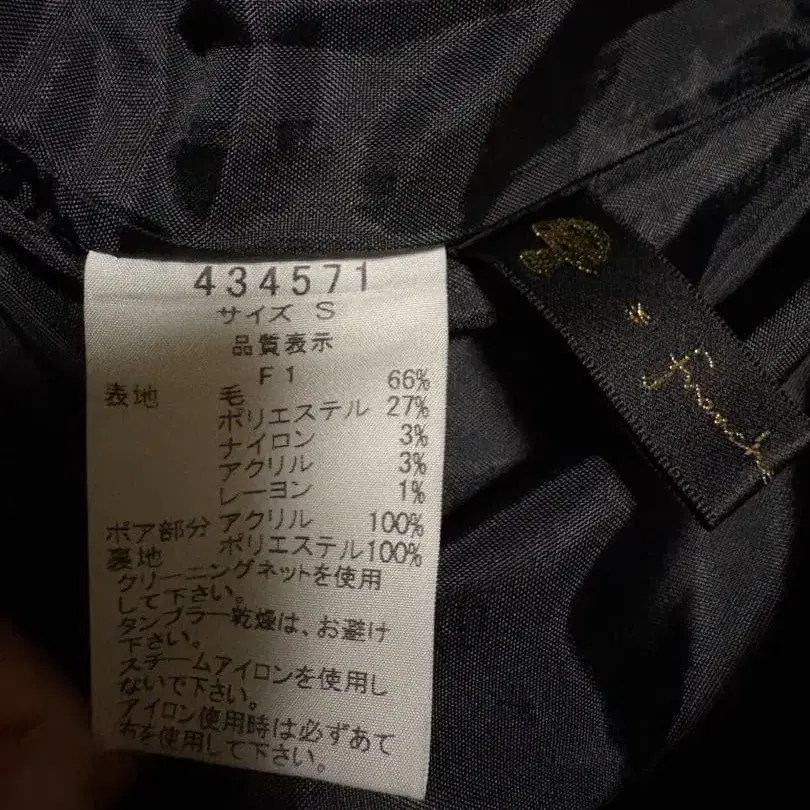 434571
サイズ S
品質表示
F1
表地 毛 66%
ポリエステル 27%
ナイロン 3%
アクリル 3%
レーヨン 1%
ボア部分 アクリル 100%
裏地 ポリエステル100%
クリーニングネットを使用
して下さい。
タンブラー乾燥は、お避け
下さい。
スチームアイロンを使用し
ないで下さい。
アイロン使用時は必ずあて
布を使用して下さい。